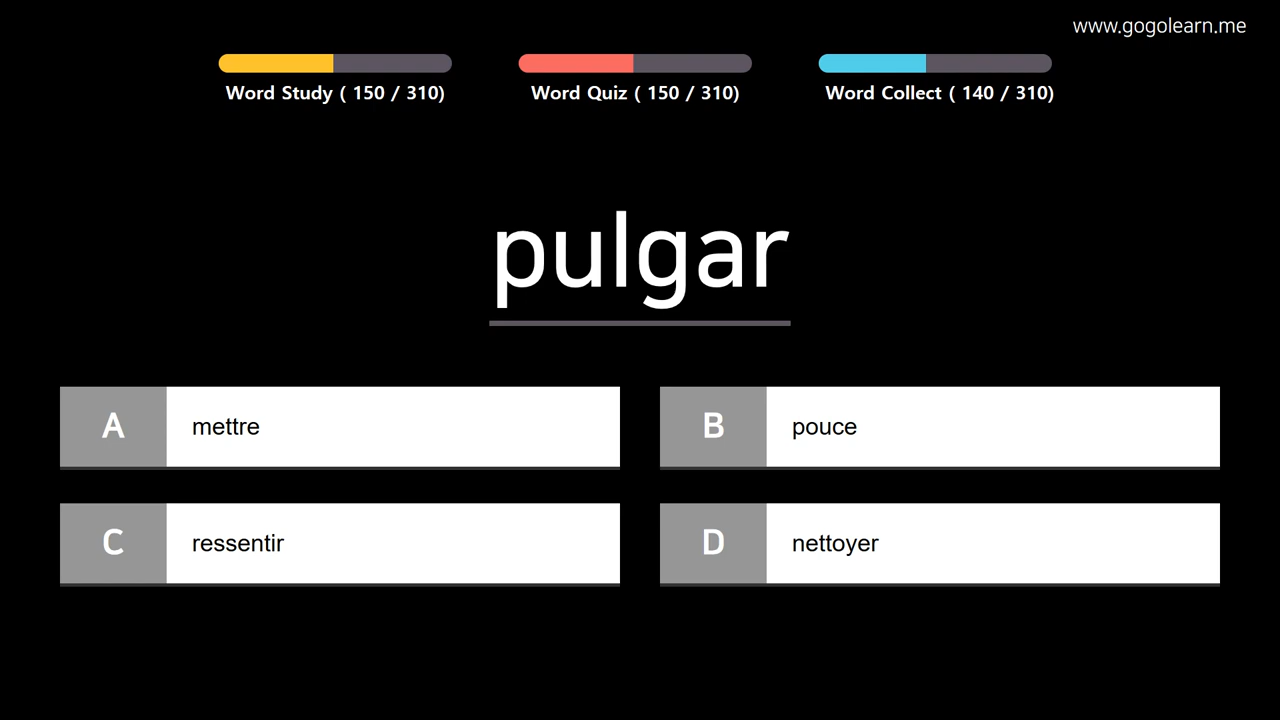 www.gogolearn.me
Word Study ( 150 / 310)
Word Quiz ( 150 / 310)
Word Collect ( 140 / 310)
pulgar
A mettre
B pouce
C ressentir
D nettoyer